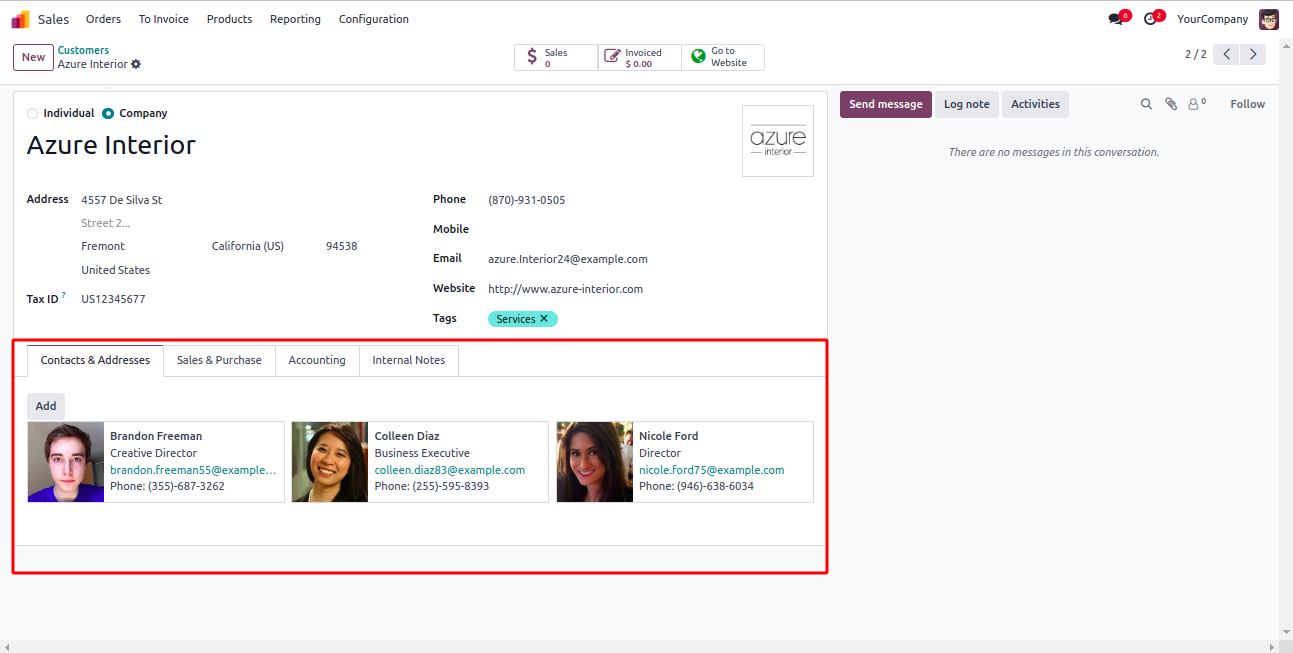 Sales Orders To Invoice Products Reporting Configuration 6 2 YourCompany
New Customers
Azure Interior
$ Sales 0
Invoiced $ 0.00
Go to Website
2 / 2
Individual Company
Azure Interior
azure
interior
Address 4557 De Silva St
Street 2...
Fremont California (US) 94538
United States
Tax ID ? US12345677
Phone (870)-931-0505
Mobile
Email azure.Interior24@example.com
Website http://www.azure-interior.com
Tags Services ✕
Contacts & Addresses Sales & Purchase Accounting Internal Notes
Add
Brandon Freeman
Creative Director
brandon.freeman55@example...
Phone: (355)-687-3262
Colleen Diaz
Business Executive
colleen.diaz83@example.com
Phone: (255)-595-8393
Nicole Ford
Director
nicole.ford75@example.com
Phone: (946)-638-6034
Send message Log note Activities 0 Follow
There are no messages in this conversation.